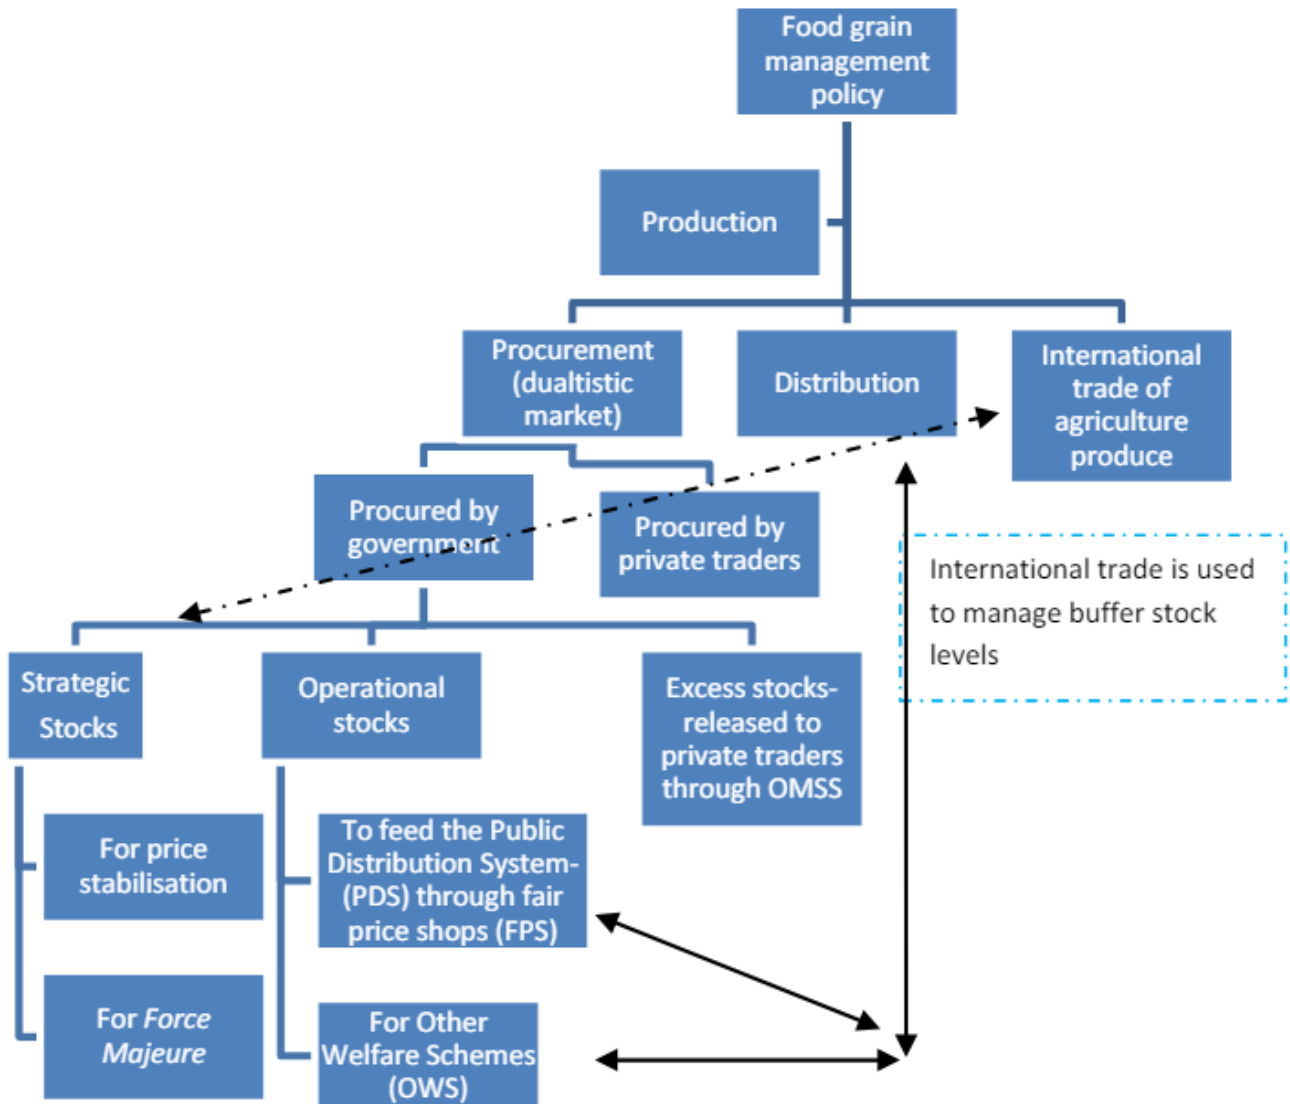 Food grain
management
policy
Production
Procurement
(dualtistic
market)
Distribution
International
trade of
agriculture
produce
Procured by
government
Procured by
private traders
International trade is used
to manage buffer stock
levels
Strategic
Stocks
Operational
stocks
Excess stocks-
released to
private traders
through OMSS
For price
stabilisation
To feed the Public
Distribution System-
(PDS) through fair
price shops (FPS)
For Force
Majeure
For Other
Welfare Schemes
(OWS)